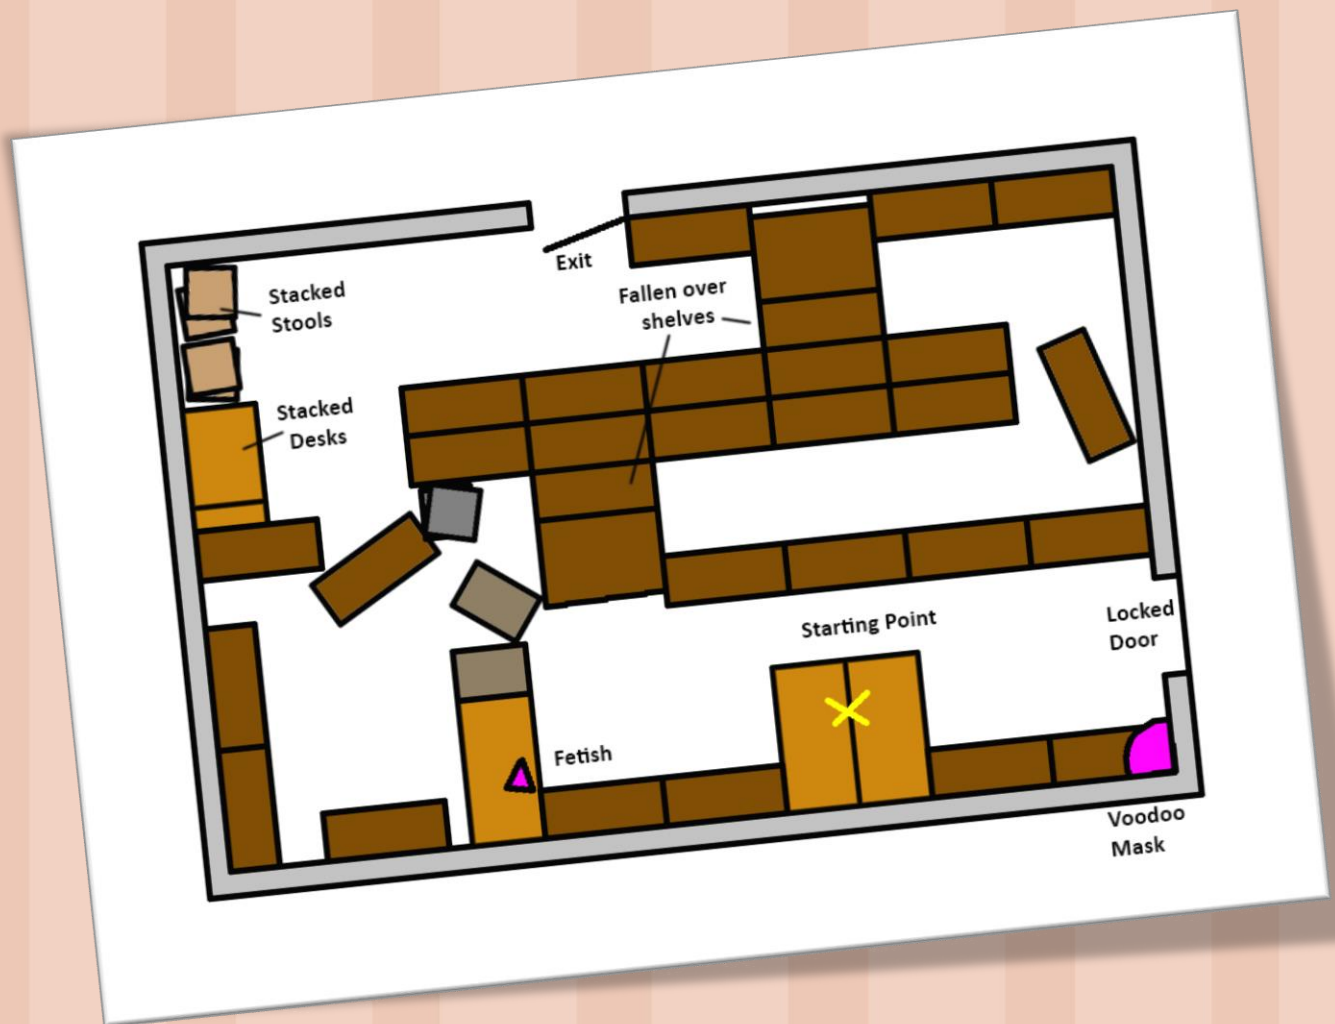 Exit
Stacked
Stools
Fallen over
shelves
Stacked
Desks
Starting Point
Locked
Door
Fetish
Voodoo
Mask